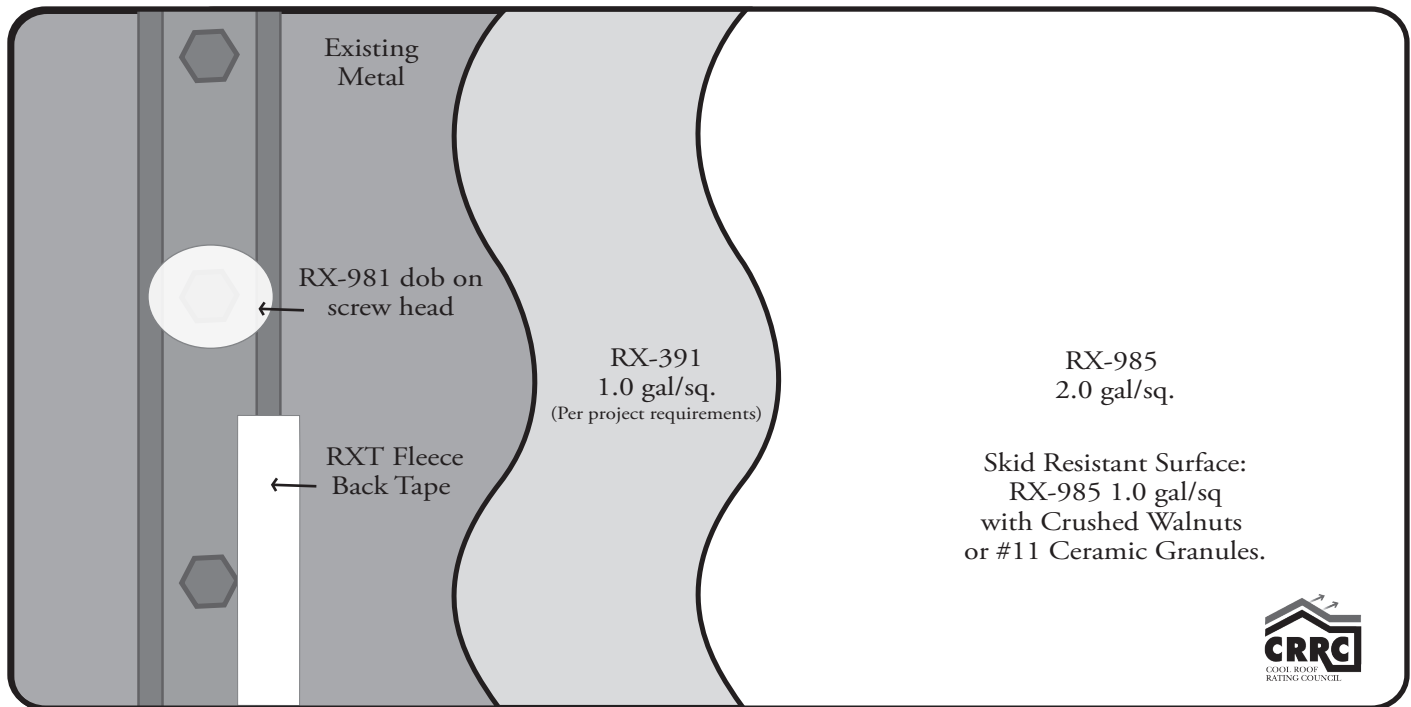 Existing
Metal
RX-981 dob on
screw head
RXT Fleece
Back Tape
RX-391
1.0 gal/sq.
(Per project requirements)
RX-985
2.0 gal/sq.
Skid Resistant Surface:
RX-985 1.0 gal/sq
with Crushed Walnuts
or #11 Ceramic Granules.
CRRC
COOL ROOF
RATING COUNCIL